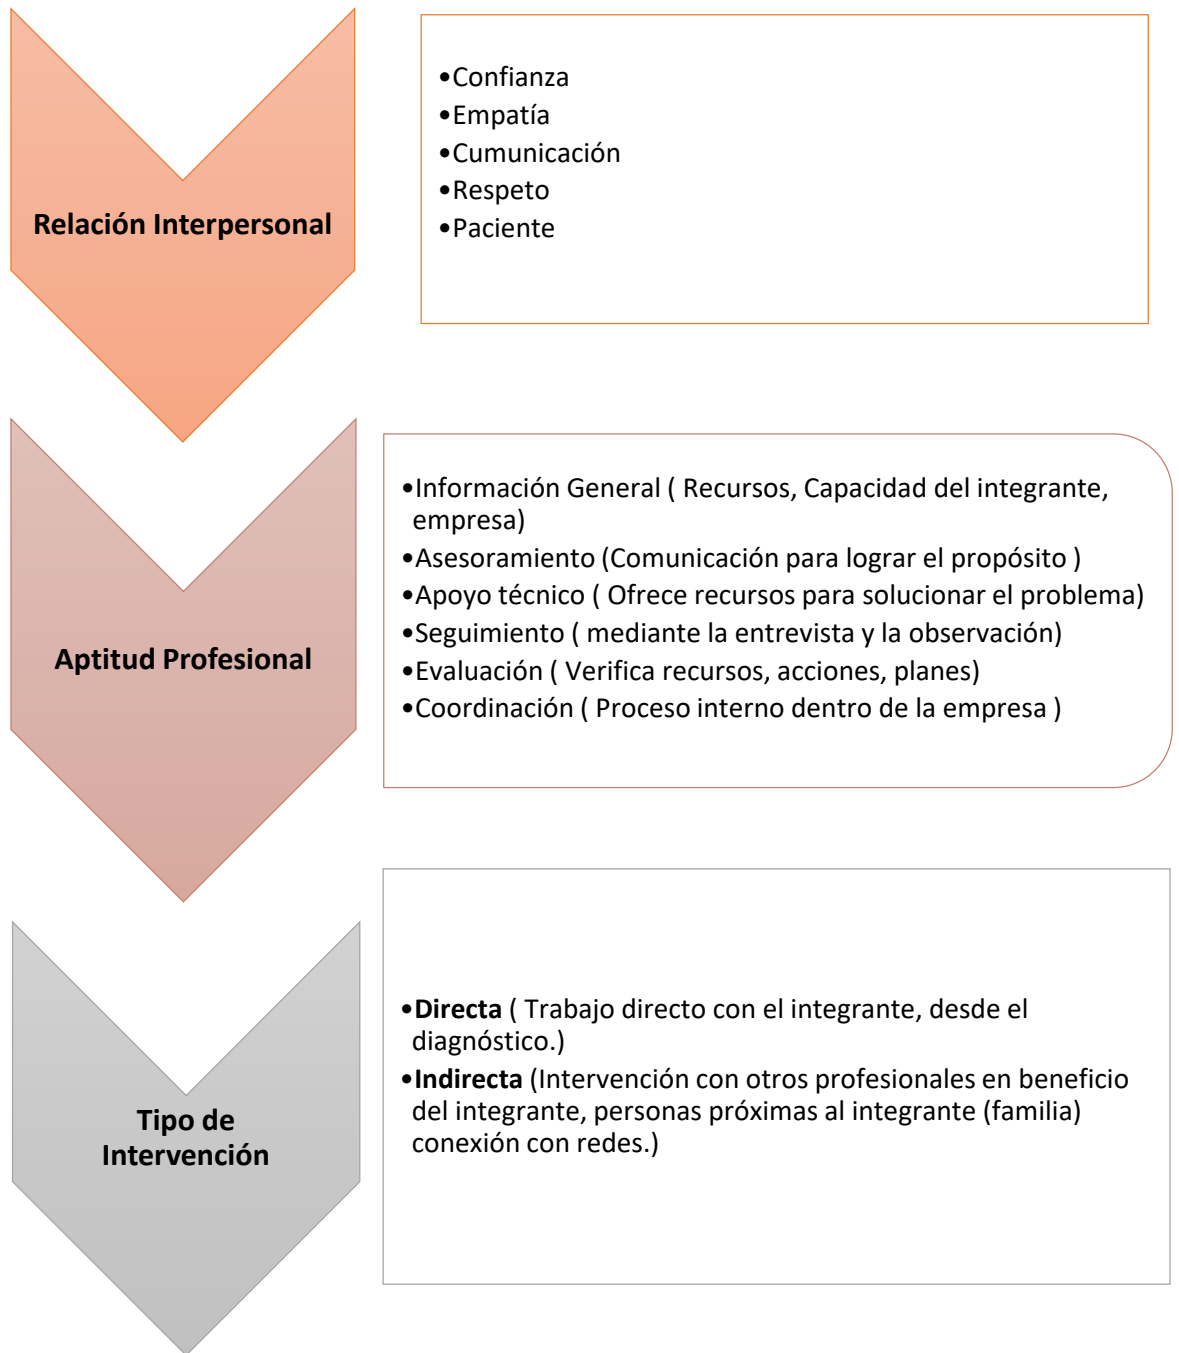 Relación Interpersonal
•Confianza
•Empatía
•Cumunicación
•Respeto
•Paciente
Aptitud Profesional
•Información General ( Recursos, Capacidad del integrante,
empresa)
•Asesoramiento (Comunicación para lograr el propósito )
•Apoyo técnico ( Ofrece recursos para solucionar el problema)
•Seguimiento ( mediante la entrevista y la observación)
•Evaluación ( Verifica recursos, acciones, planes)
•Coordinación ( Proceso interno dentro de la empresa )
Tipo de
Intervención
•Directa ( Trabajo directo con el integrante, desde el
diagnóstico.)
•Indirecta (Intervención con otros profesionales en beneficio
del integrante, personas próximas al integrante (familia)
conexión con redes.)